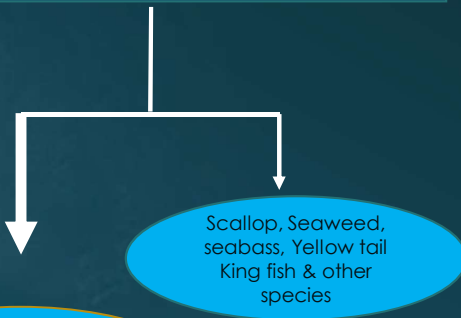 Scallop, Seaweed,
seabass, Yellow tail
King fish & other
species